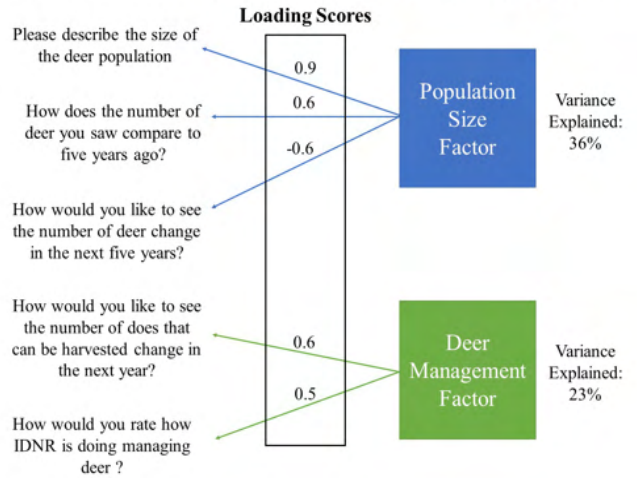 Loading Scores
Please describe the size of
the deer population
0.9
How does the number of
deer you saw compare to
five years ago?
0.6
-0.6
How would you like to see
the number of deer change
in the next five years?
Population
Size
Factor
Variance
Explained:
36%
How would you like to see
the number of does that
can be harvested change in
the next year?
0.6
0.5
How would you rate how
IDNR is doing managing
deer ?
Deer
Management
Factor
Variance
Explained:
23%